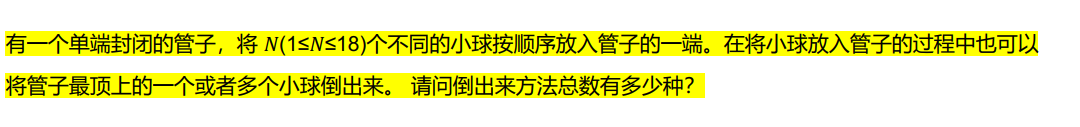 有一个单端封闭的管子，将 N(1≤N≤18)个不同的小球按顺序放入管子的一端。在将小球放入管子的过程中也可以
将管子最顶上的一个或者多个小球倒出来。 请问倒出来方法总数有多少种？